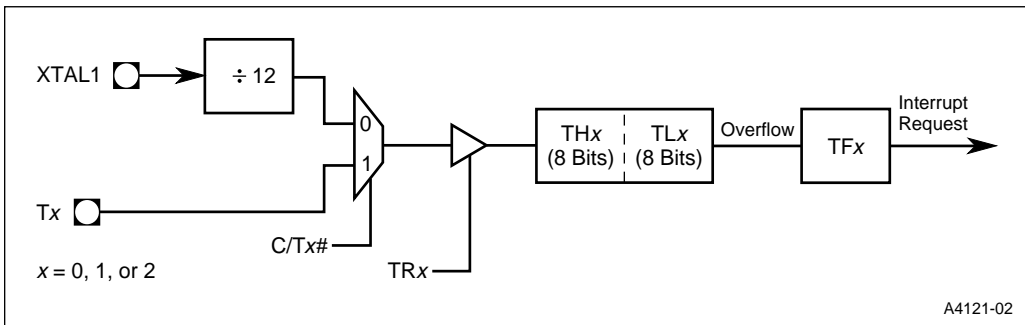 XTAL1
÷ 12
0
1
Tx
C/Tx#
TRx
THx
(8 Bits)
TLx
(8 Bits)
Overflow
TFx
Interrupt
Request
x = 0, 1, or 2
A4121-02